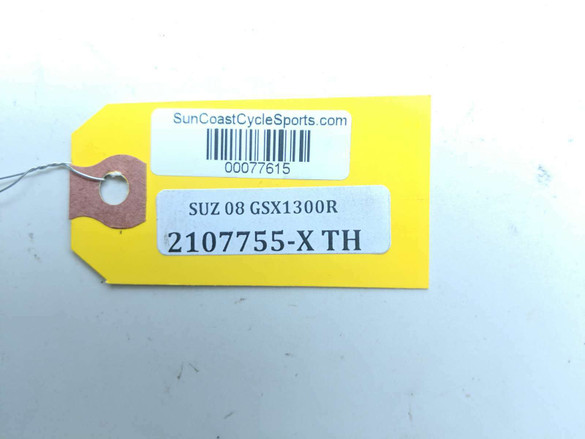 SunCoastCycleSports.com
00077615
SUZ 08 GSX1300R
2107755-X TH